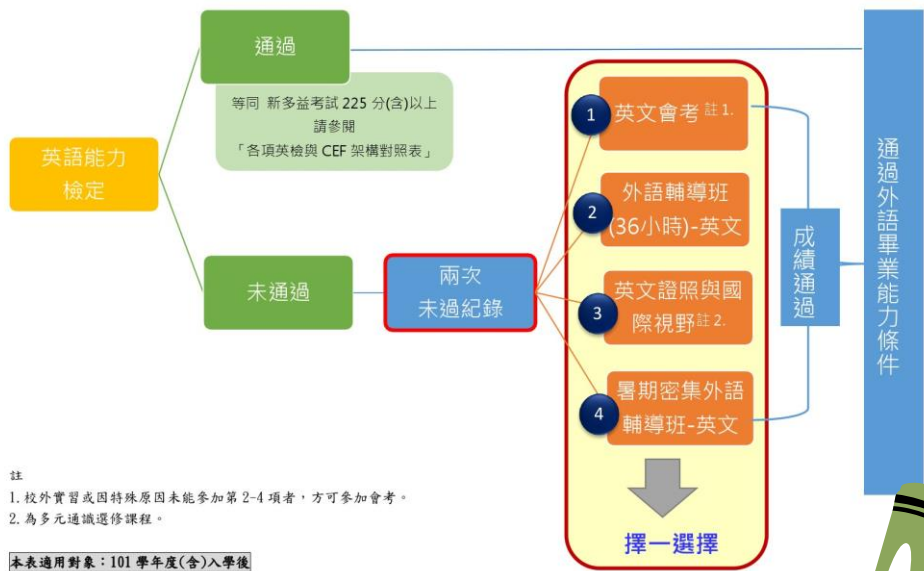 通過
等同 新多益考試 225 分(含)以上
請參閱
「各項英檢與 CEF 架構對照表」
英語能力
檢定
未通過
兩次
未過紀錄
1
英文會考註1.
2
外語輔導班
(36小時)-英文
3
英文證照與國
際視野註2.
4
暑期密集外語
輔導班-英文
擇一選擇
成績通過
通過外語畢業能力條件
註
1. 校外實習或因特殊原因未能參加第 2-4 項者，方可參加會考。
2. 為多元通識選修課程。
本表適用對象：101 學年度(含)入學後